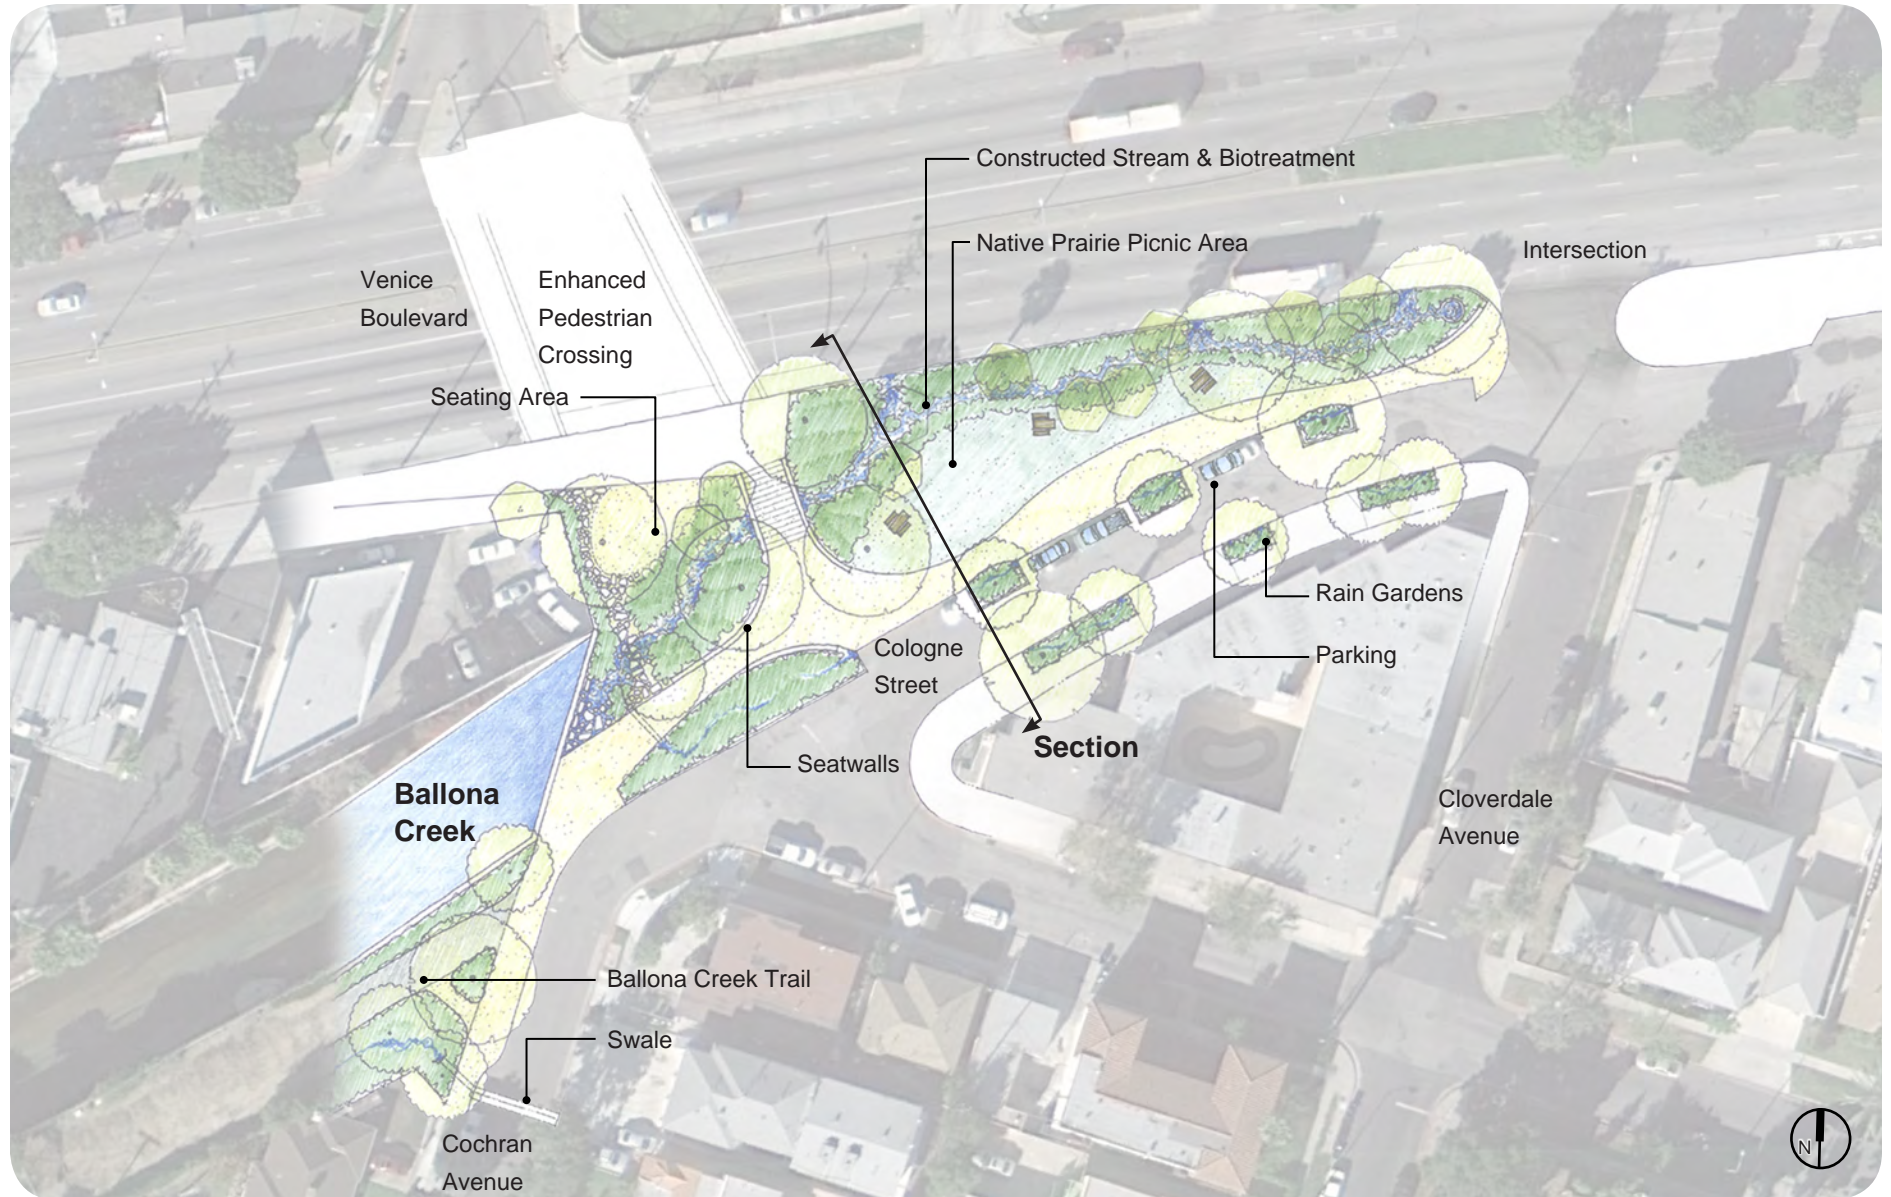 Constructed Stream & Biotreatment
Native Prairie Picnic Area
Intersection
Venice
Boulevard
Enhanced
Pedestrian
Crossing
Seating Area
Rain Gardens
Cologne
Street
Parking
Section
Seatwalls
Ballona
Creek
Cloverdale
Avenue
Ballona Creek Trail
Swale
Cochran
Avenue
N